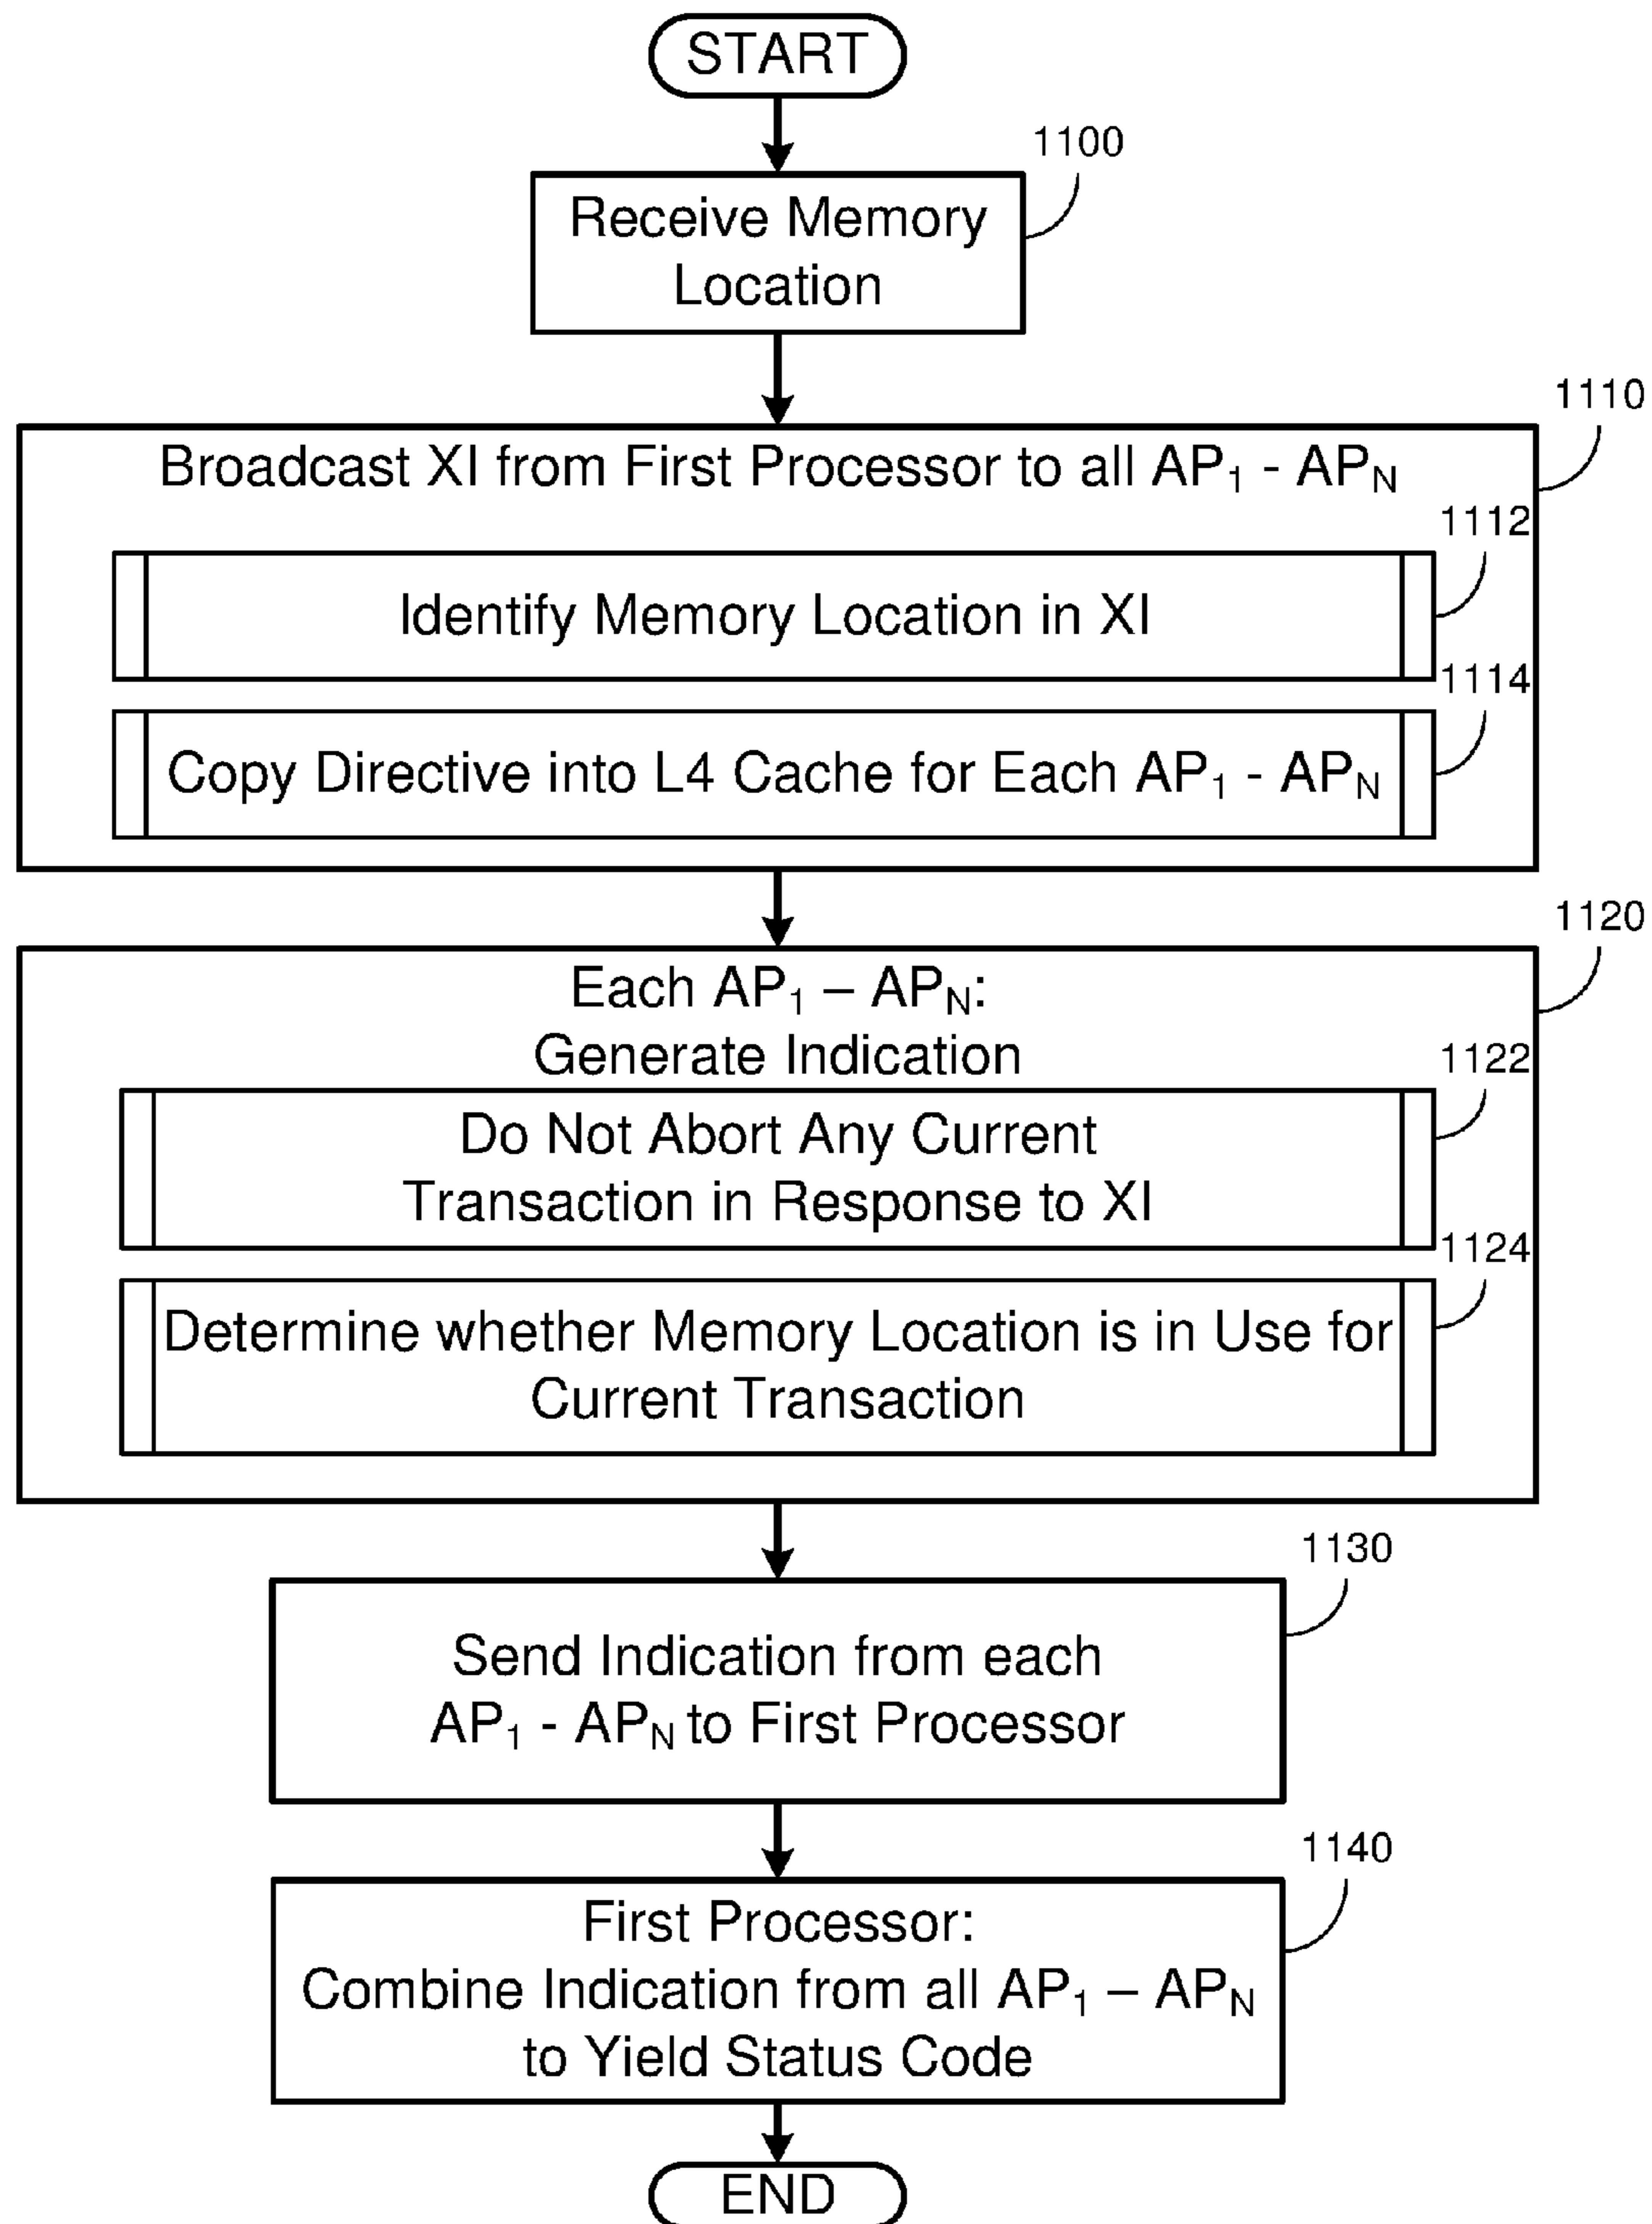 START
1100
Receive Memory
Location
1110
Broadcast XI from First Processor to all AP₁ - APN
1112
Identify Memory Location in XI
1114
Copy Directive into L4 Cache for Each AP₁ - APN
1120
Each AP₁ – APN:
Generate Indication
1122
Do Not Abort Any Current
Transaction in Response to XI
1124
Determine whether Memory Location is in Use for
Current Transaction
1130
Send Indication from each
AP₁ - APN to First Processor
1140
First Processor:
Combine Indication from all AP₁ – APN
to Yield Status Code
END